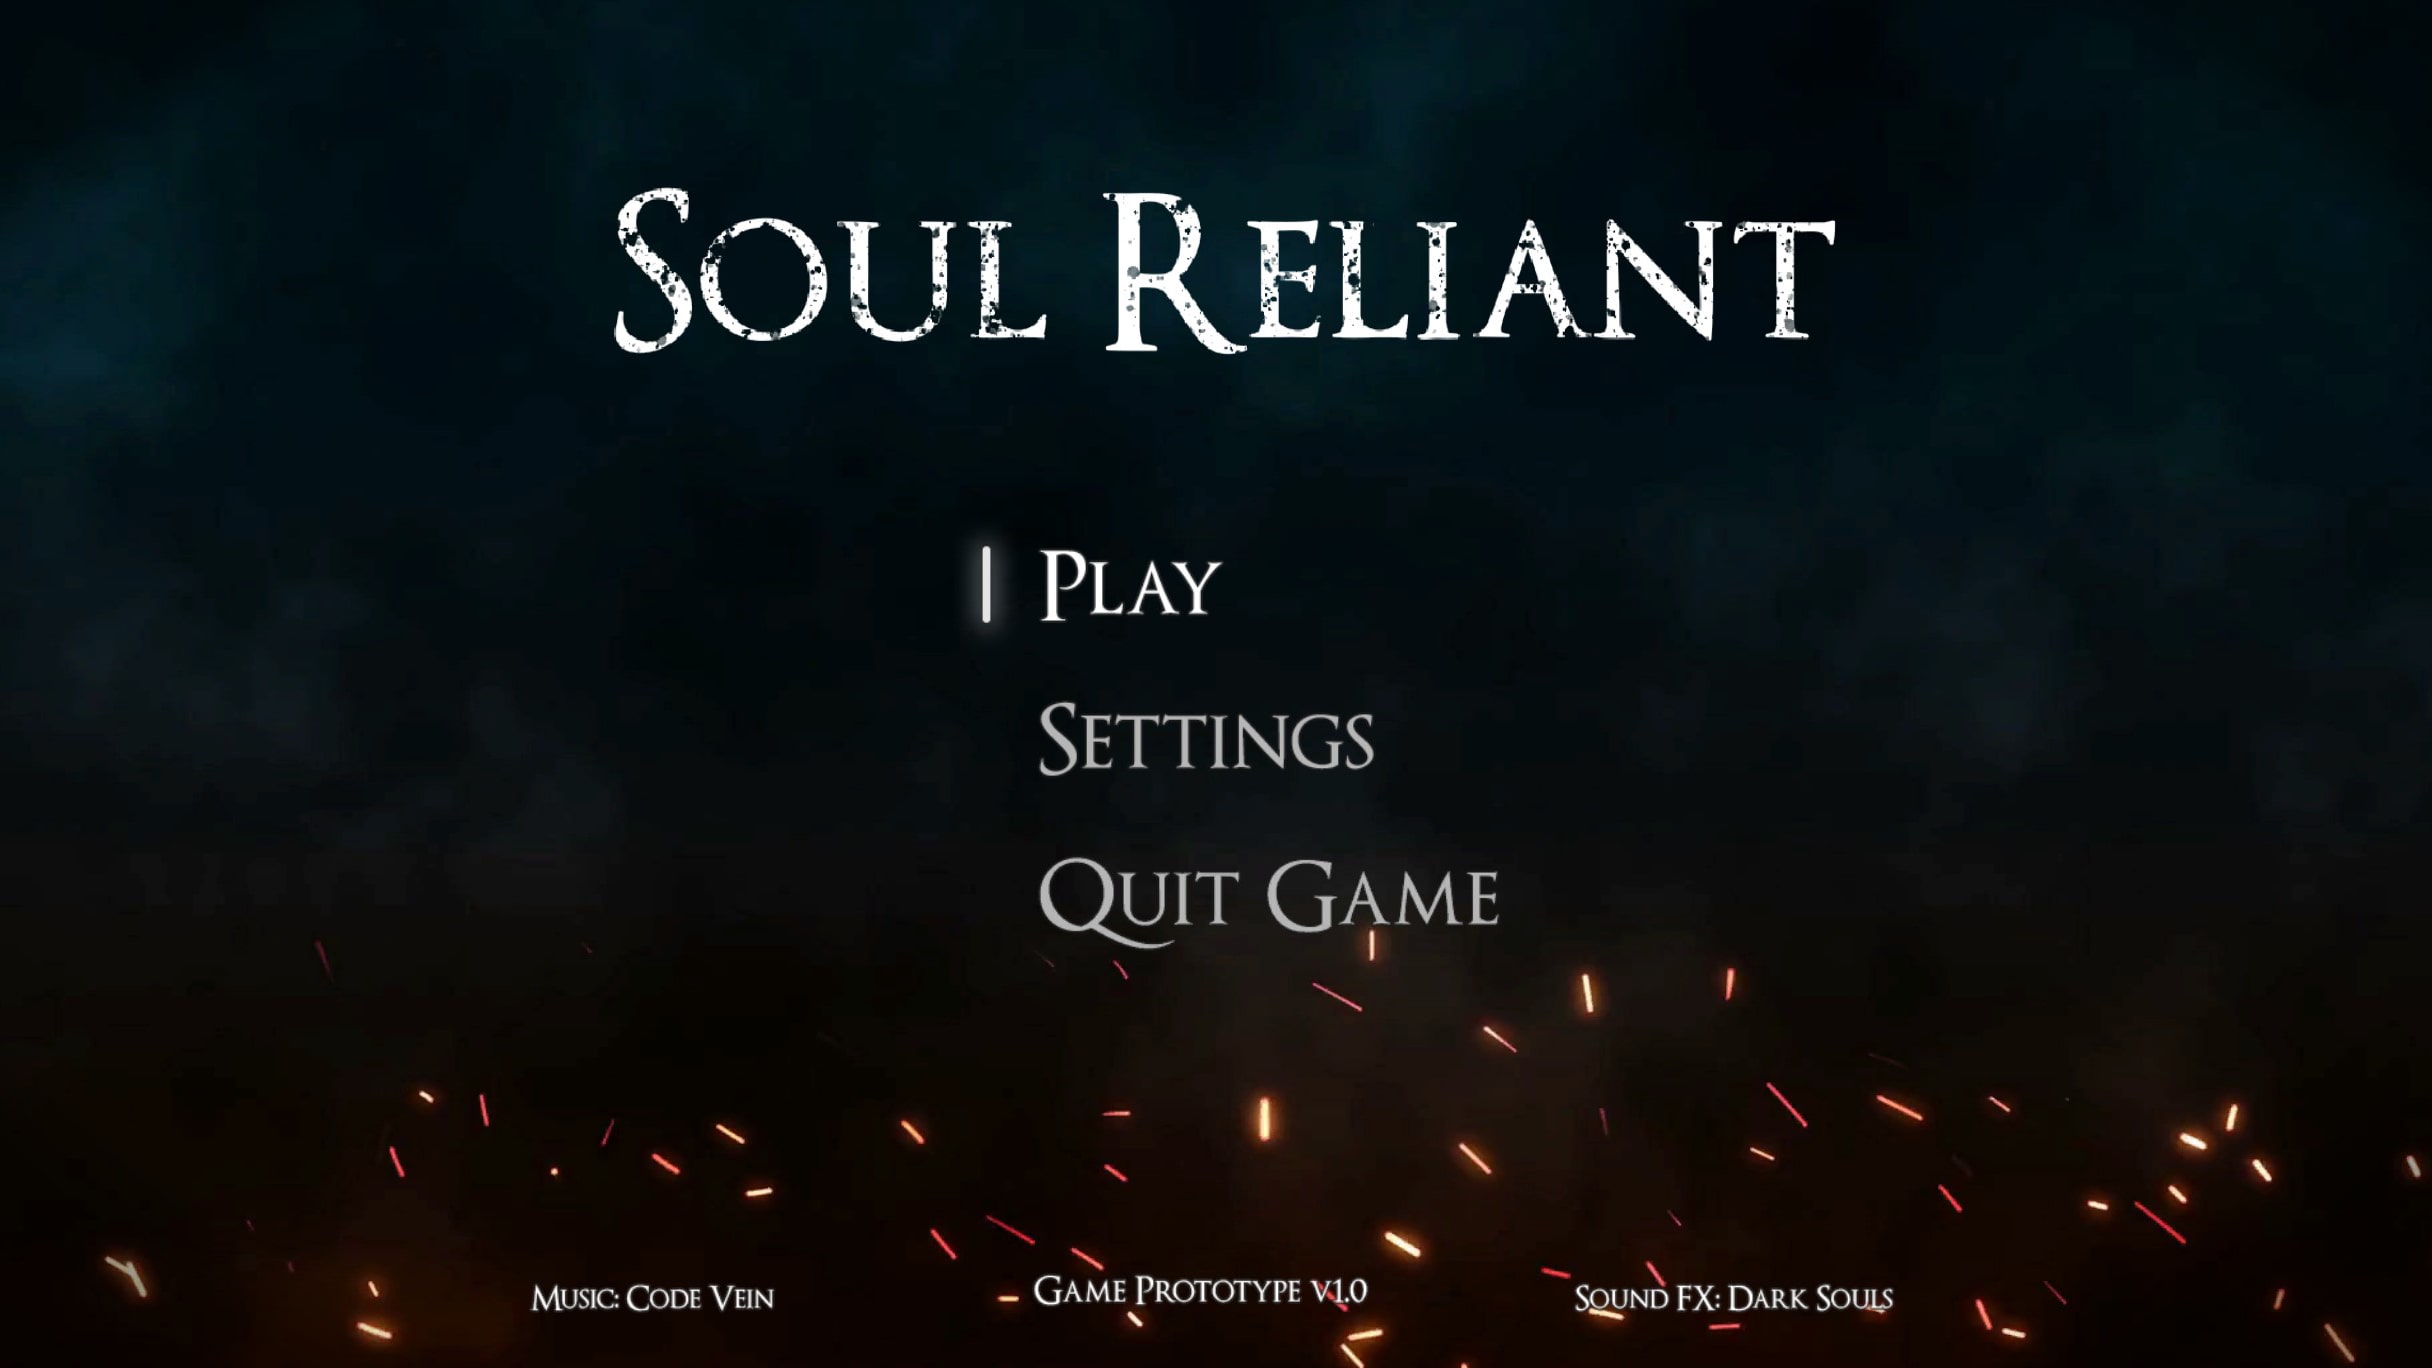 Soul Reliant
Play
Settings
Quit Game
Music: Code Vein
Game Prototype v1.0
Sound FX: Dark Souls